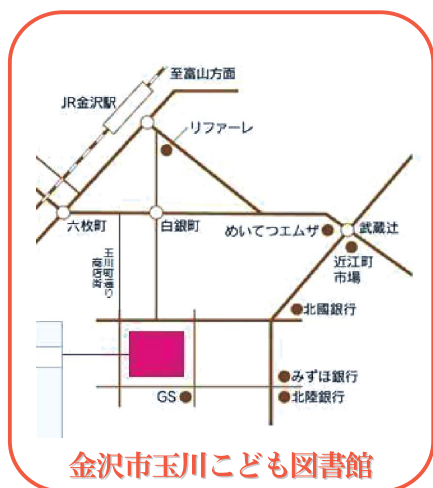 至富山方面
JR金沢駅
リファーレ
六枚町
白銀町
めいてつエムザ
武蔵辻
近江町
市場
玉川町通り
商店街
北國銀行
みずほ銀行
GS
北陸銀行
金沢市玉川こども図書館